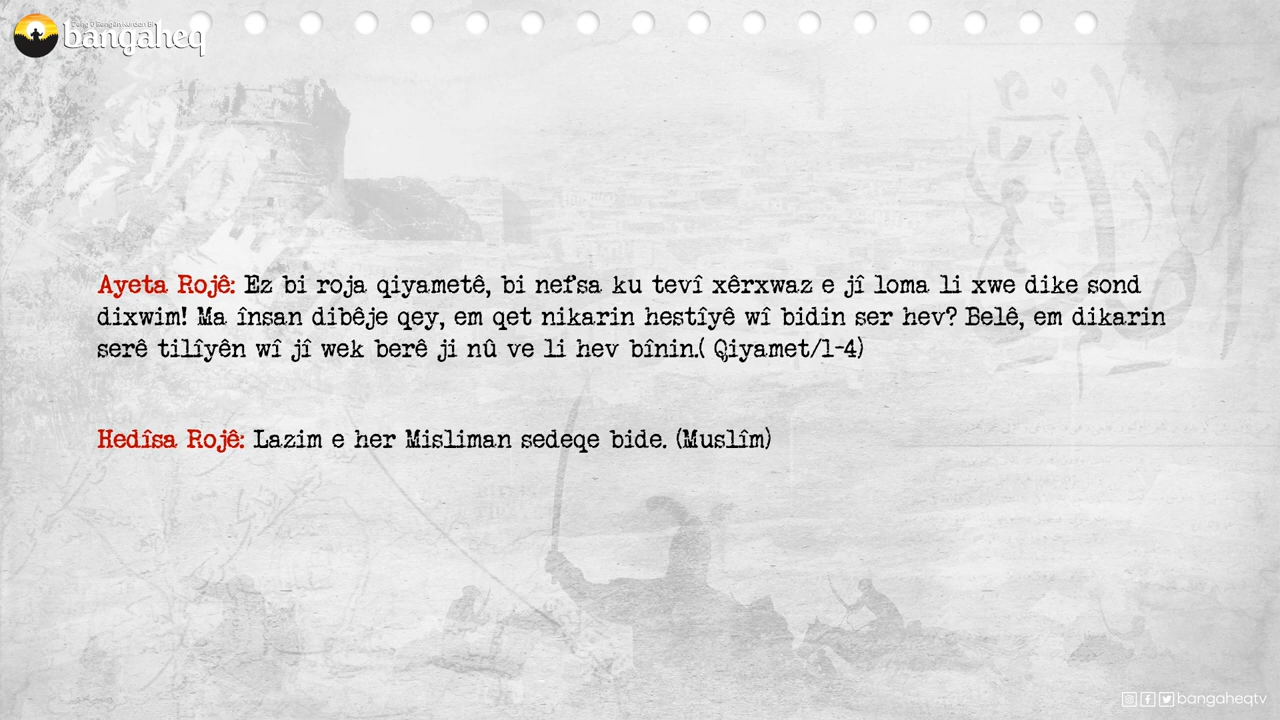 bangaheq
Ayeta Rojê: Ez bi roja qiyametê, bi nefsa ku tevî xêrxwaz e jî loma li xwe dike sond
dixwim! Ma însan dibêje qey, em qet nikarin hestîyê wî bidin ser hev? Belê, em dikarin
serê tilîyên wî jî wek berê ji nû ve li hev bînin.( Qiyamet/1-4)
Hedîsa Rojê: Lazim e her Misliman sedeqe bide. (Muslîm)
bangaheqtv